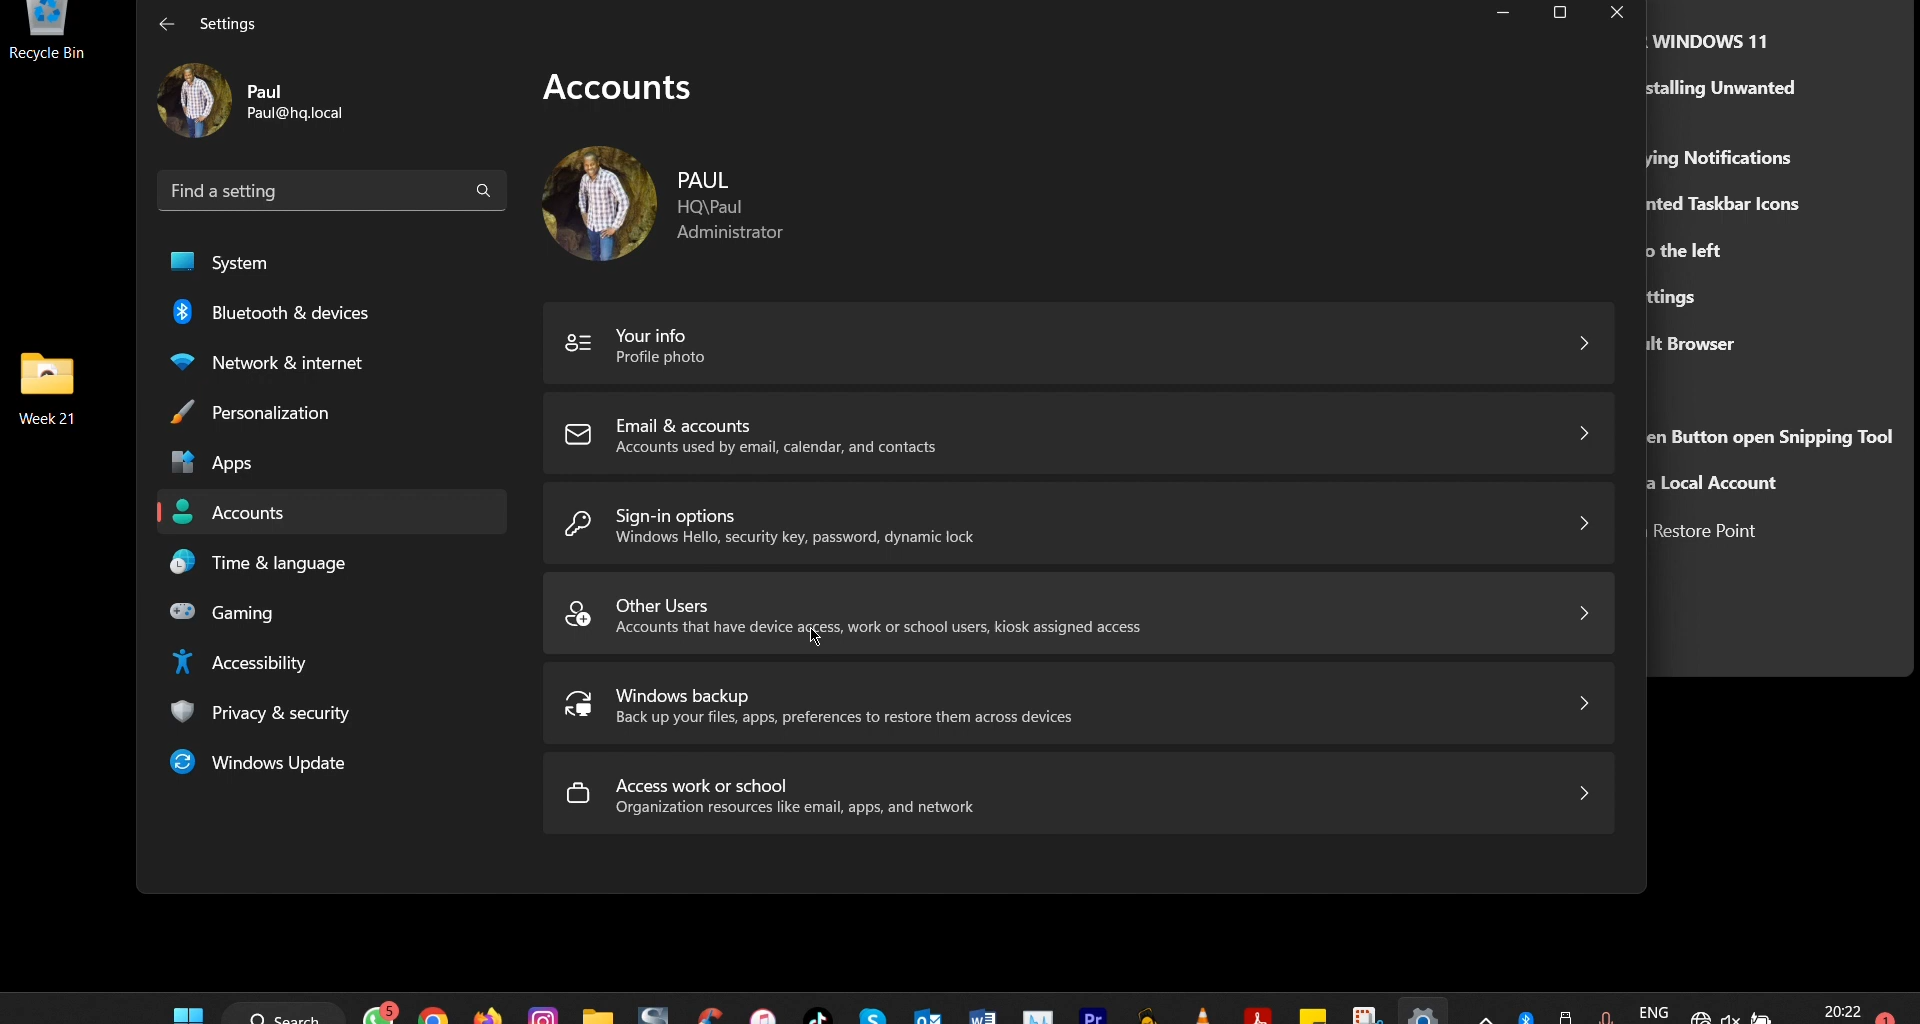 Recycle Bin
Week 21
Settings
Paul
Paul@hq.local
Find a setting
System
Bluetooth & devices
Network & internet
Personalization
Apps
Accounts
Time & language
Gaming
Accessibility
Privacy & security
Windows Update
Accounts
PAUL
HQ\Paul
Administrator
Your info
Profile photo
Email & accounts
Accounts used by email, calendar, and contacts
Sign-in options
Windows Hello, security key, password, dynamic lock
Other Users
Accounts that have device access, work or school users, kiosk assigned access
Windows backup
Back up your files, apps, preferences to restore them across devices
Access work or school
Organization resources like email, apps, and network
WINDOWS 11
stalling Unwanted
ying Notifications
nted Taskbar Icons
o the left
ttings
ult Browser
en Button open Snipping Tool
a Local Account
Restore Point
Search
5
Pr
ENG
20:22
1